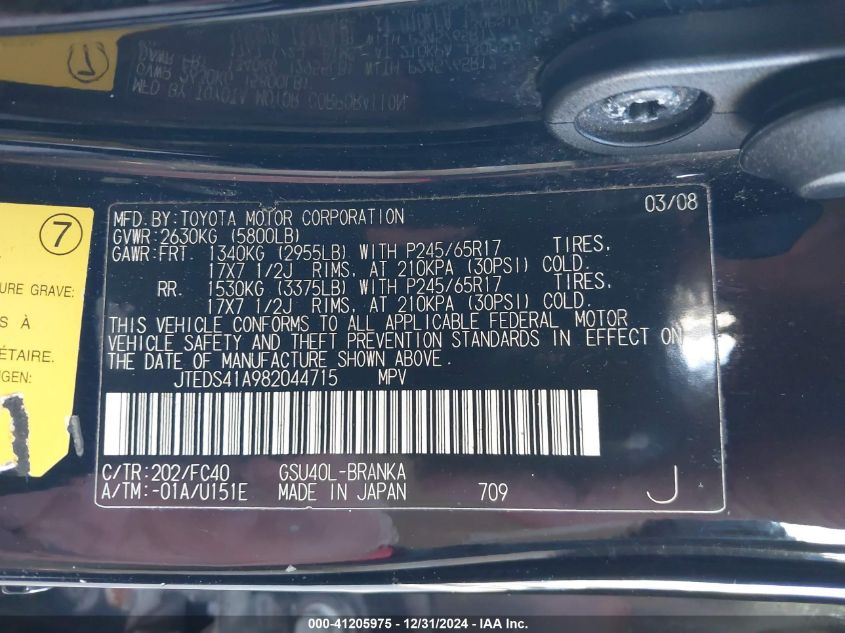 MFD. BY: TOYOTA MOTOR CORPORATION 03/08
GVWR: 2630KG (5800LB)
GAWR: FRT. 1340KG (2955LB) WITH P245/65R17 TIRES,
17X7 1/2J RIMS, AT 210KPA (30PSI) COLD.
RR. 1530KG (3375LB) WITH P245/65R17 TIRES,
17X7 1/2J RIMS, AT 210KPA (30PSI) COLD.
THIS VEHICLE CONFORMS TO ALL APPLICABLE FEDERAL MOTOR
VEHICLE SAFETY AND THEFT PREVENTION STANDARDS IN EFFECT ON
THE DATE OF MANUFACTURE SHOWN ABOVE.
JTEDS41A982044715 MPV
C/TR: 202/FC40 GSU40L-BRANKA
A/TM: -01A/U151E MADE IN JAPAN 709 J
7
URE GRAVE:
S À
ÉTAIRE.
UGEN:
000-41205975 - 12/31/2024 - IAA Inc.